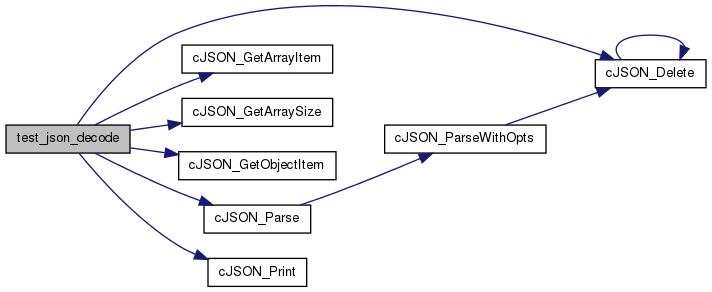 test_json_decode
cJSON_GetArrayItem
cJSON_GetArraySize
cJSON_GetObjectItem
cJSON_Parse
cJSON_Print
cJSON_ParseWithOpts
cJSON_Delete